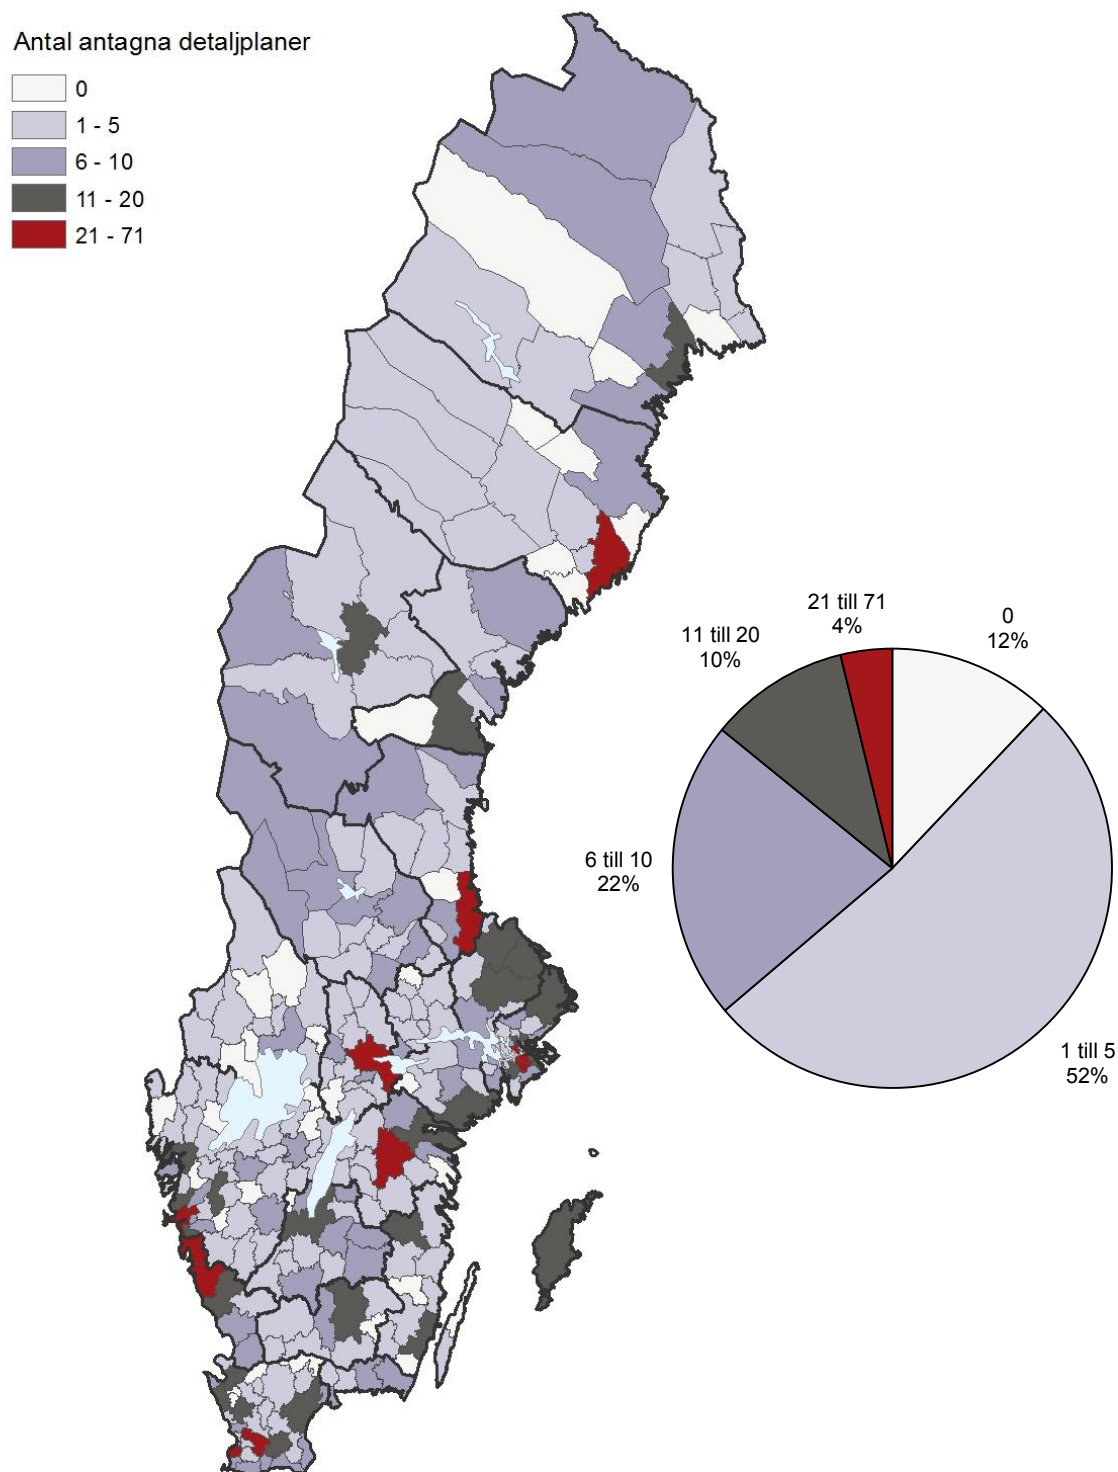 Antal antagna detaljplaner
0
1 - 5
6 - 10
11 - 20
21 - 71
21 till 71
4%
0
12%
11 till 20
10%
6 till 10
22%
1 till 5
52%